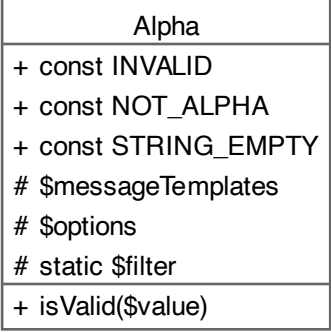 Alpha
+ const INVALID
+ const NOT_ALPHA
+ const STRING_EMPTY
# $messageTemplates
# $options
# static $filter
+ isValid($value)